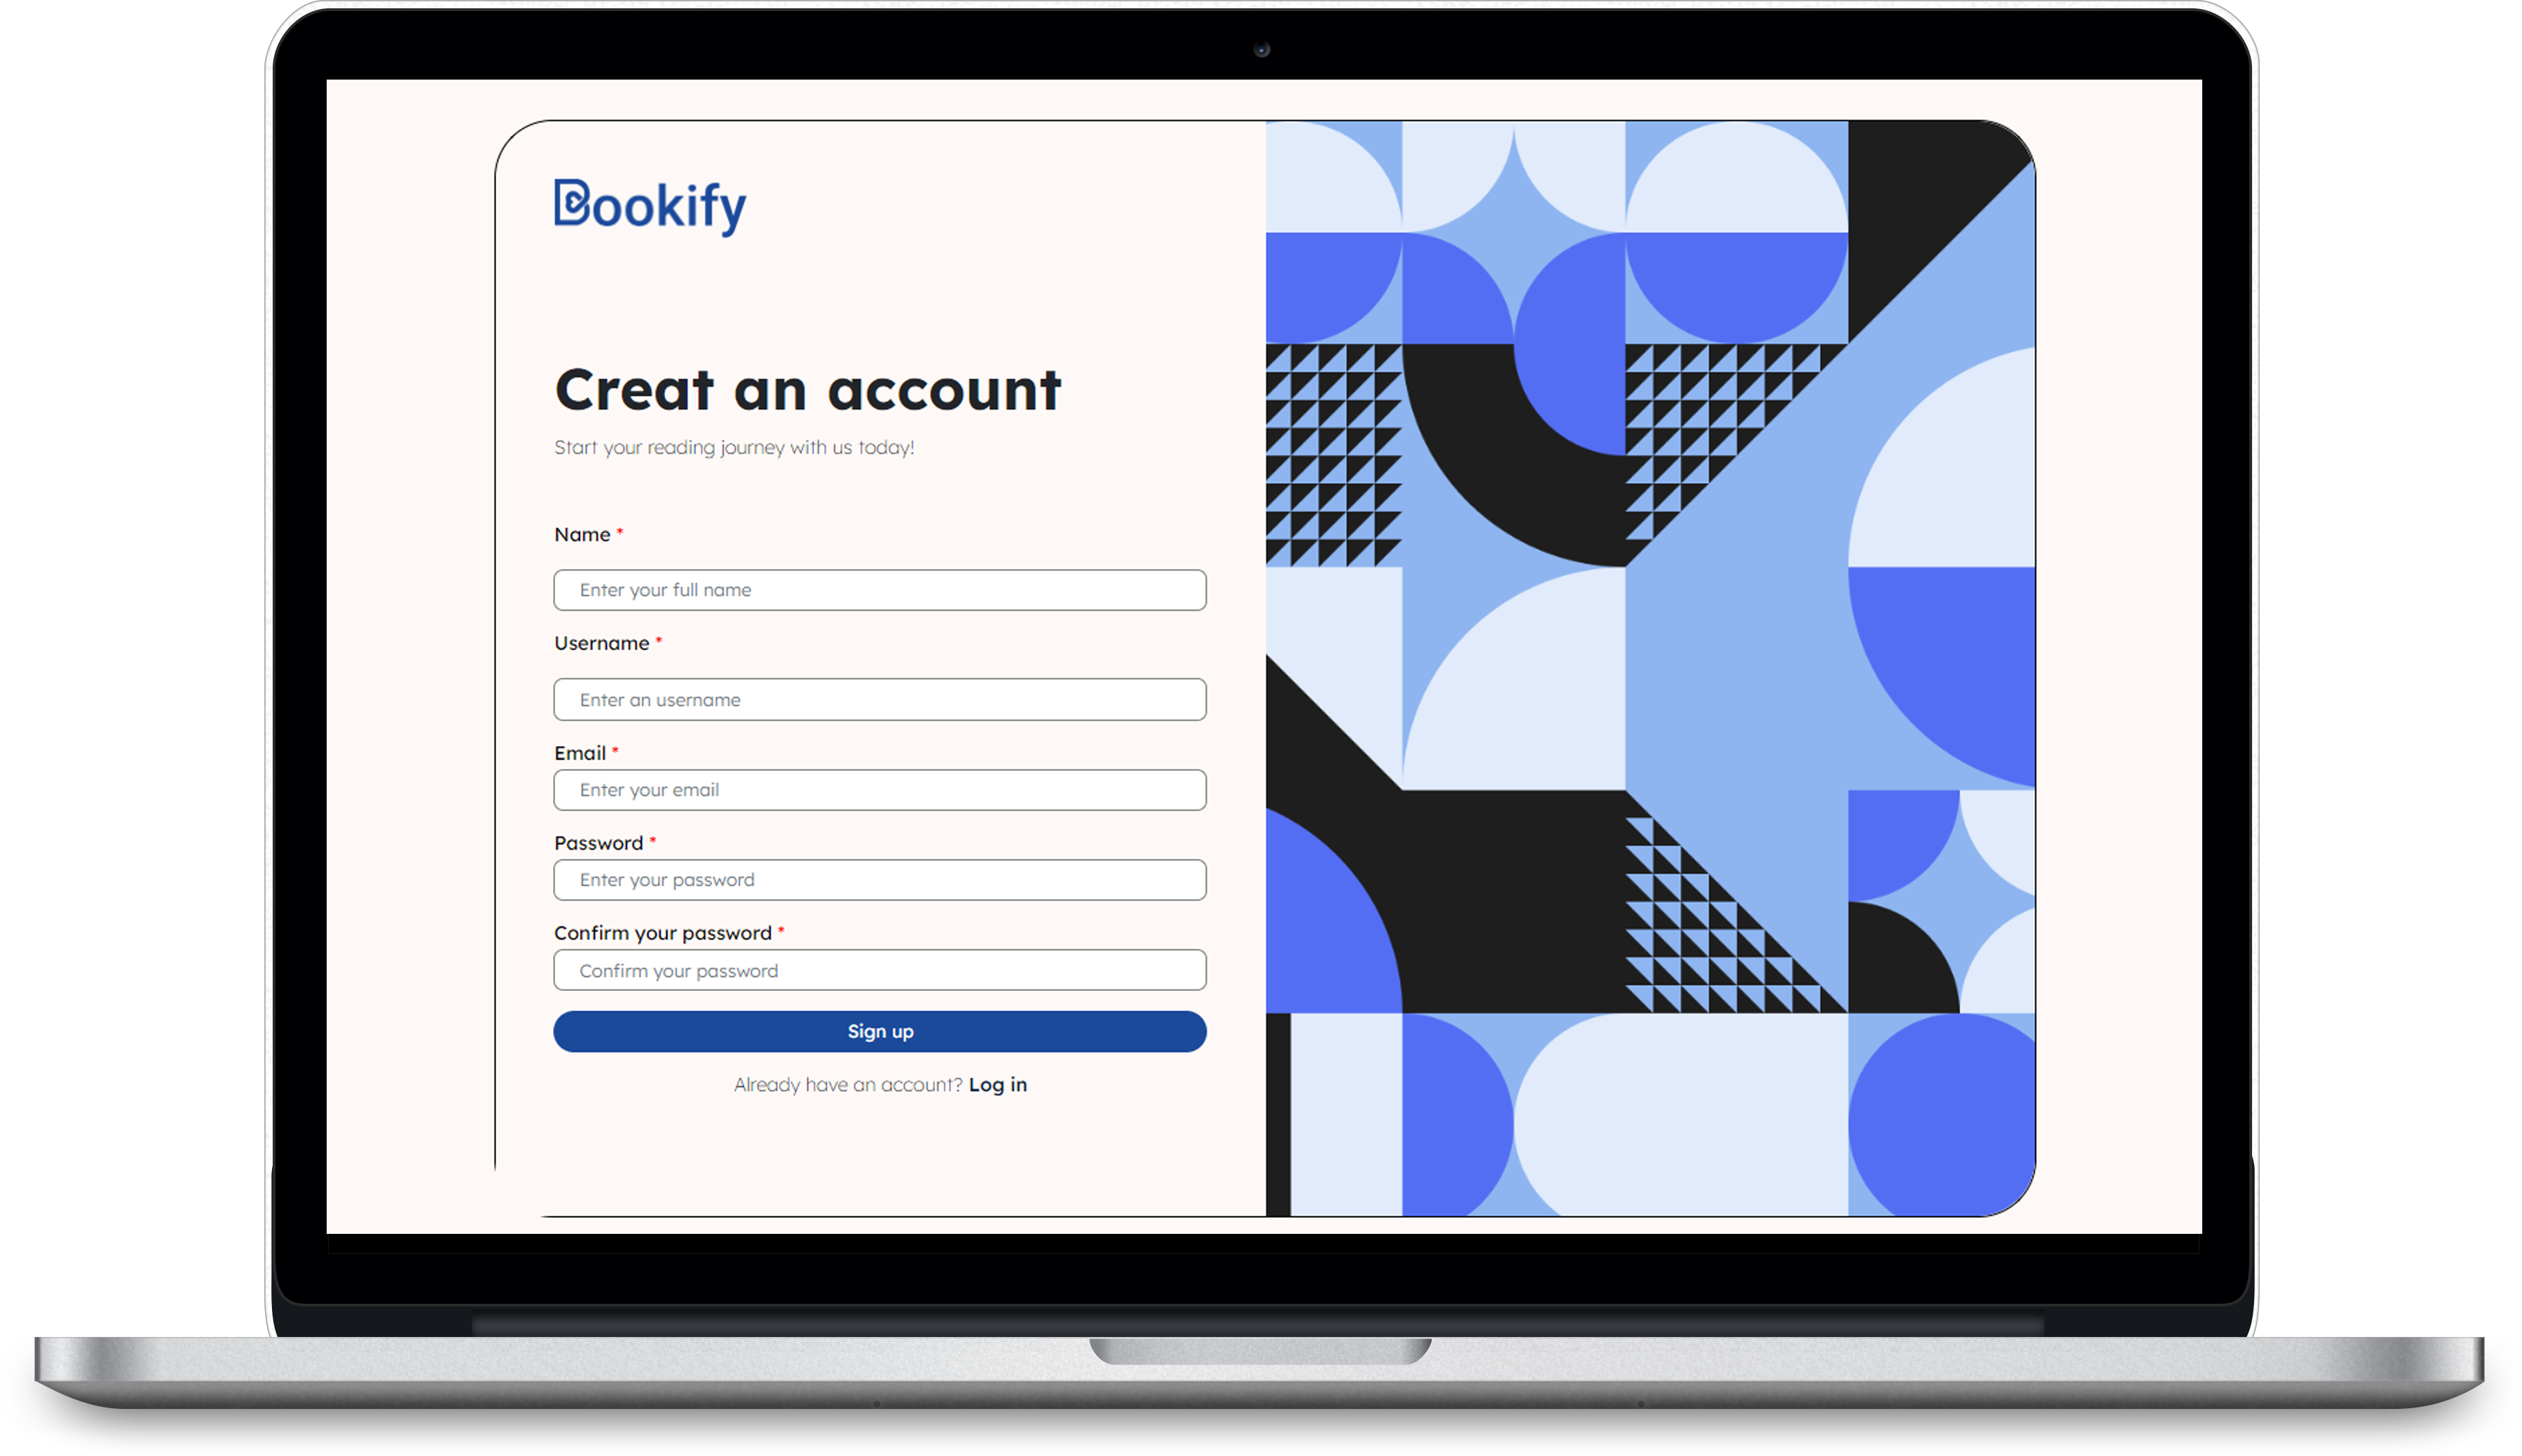 Bookify
Creat an account
Start your reading journey with us today!
Name *
Enter your full name
Username *
Enter an username
Email *
Enter your email
Password *
Enter your password
Confirm your password *
Confirm your password
Sign up
Already have an account? Log in